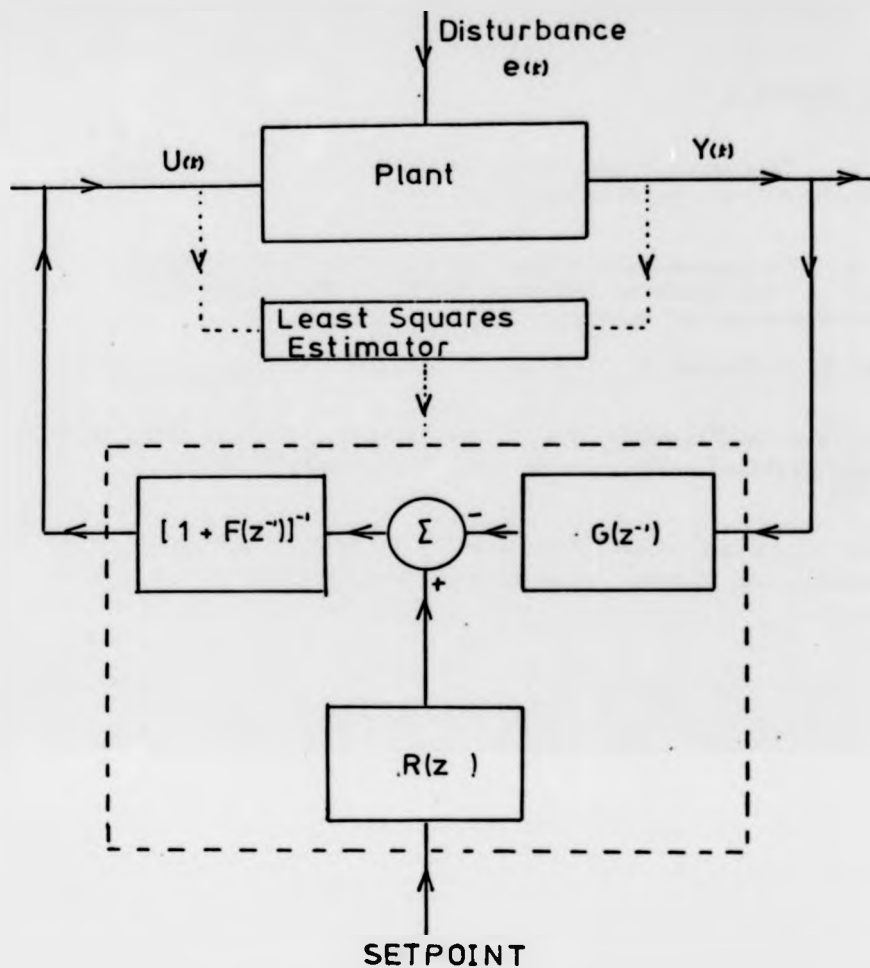 Disturbance
e(t)
U(t)
Plant
Y(t)
Least Squares
Estimator
[ 1 + F(z⁻¹)]⁻¹
Σ
-
G(z⁻¹)
+
R(z )
SETPOINT